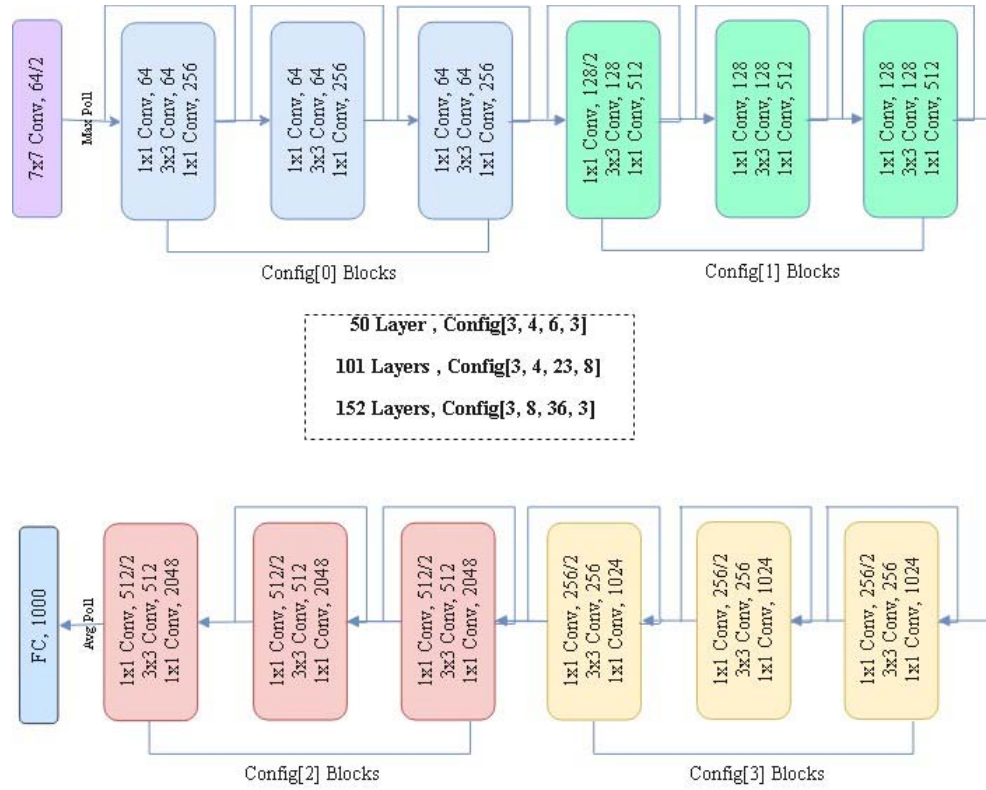 7x7 Conv, 64/2
Max Poll
1x1 Conv, 64
3x3 Conv, 64
1x1 Conv, 256
1x1 Conv, 64
3x3 Conv, 64
1x1 Conv, 256
1x1 Conv, 64
3x3 Conv, 64
1x1 Conv, 256
1x1 Conv, 128/2
3x3 Conv, 128
1x1 Conv, 512
1x1 Conv, 128
3x3 Conv, 128
1x1 Conv, 512
1x1 Conv, 128
3x3 Conv, 128
1x1 Conv, 512
Config[0] Blocks
Config[1] Blocks
50 Layer , Config[3, 4, 6, 3]
101 Layers , Config[3, 4, 23, 8]
152 Layers, Config[3, 8, 36, 3]
FC, 1000
Avg Poll
1x1 Conv, 512/2
3x3 Conv, 512
1x1 Conv, 2048
1x1 Conv, 512/2
3x3 Conv, 512
1x1 Conv, 2048
1x1 Conv, 512/2
3x3 Conv, 512
1x1 Conv, 2048
1x1 Conv, 256/2
3x3 Conv, 256
1x1 Conv, 1024
1x1 Conv, 256/2
3x3 Conv, 256
1x1 Conv, 1024
1x1 Conv, 256/2
3x3 Conv, 256
1x1 Conv, 1024
Config[2] Blocks
Config[3] Blocks